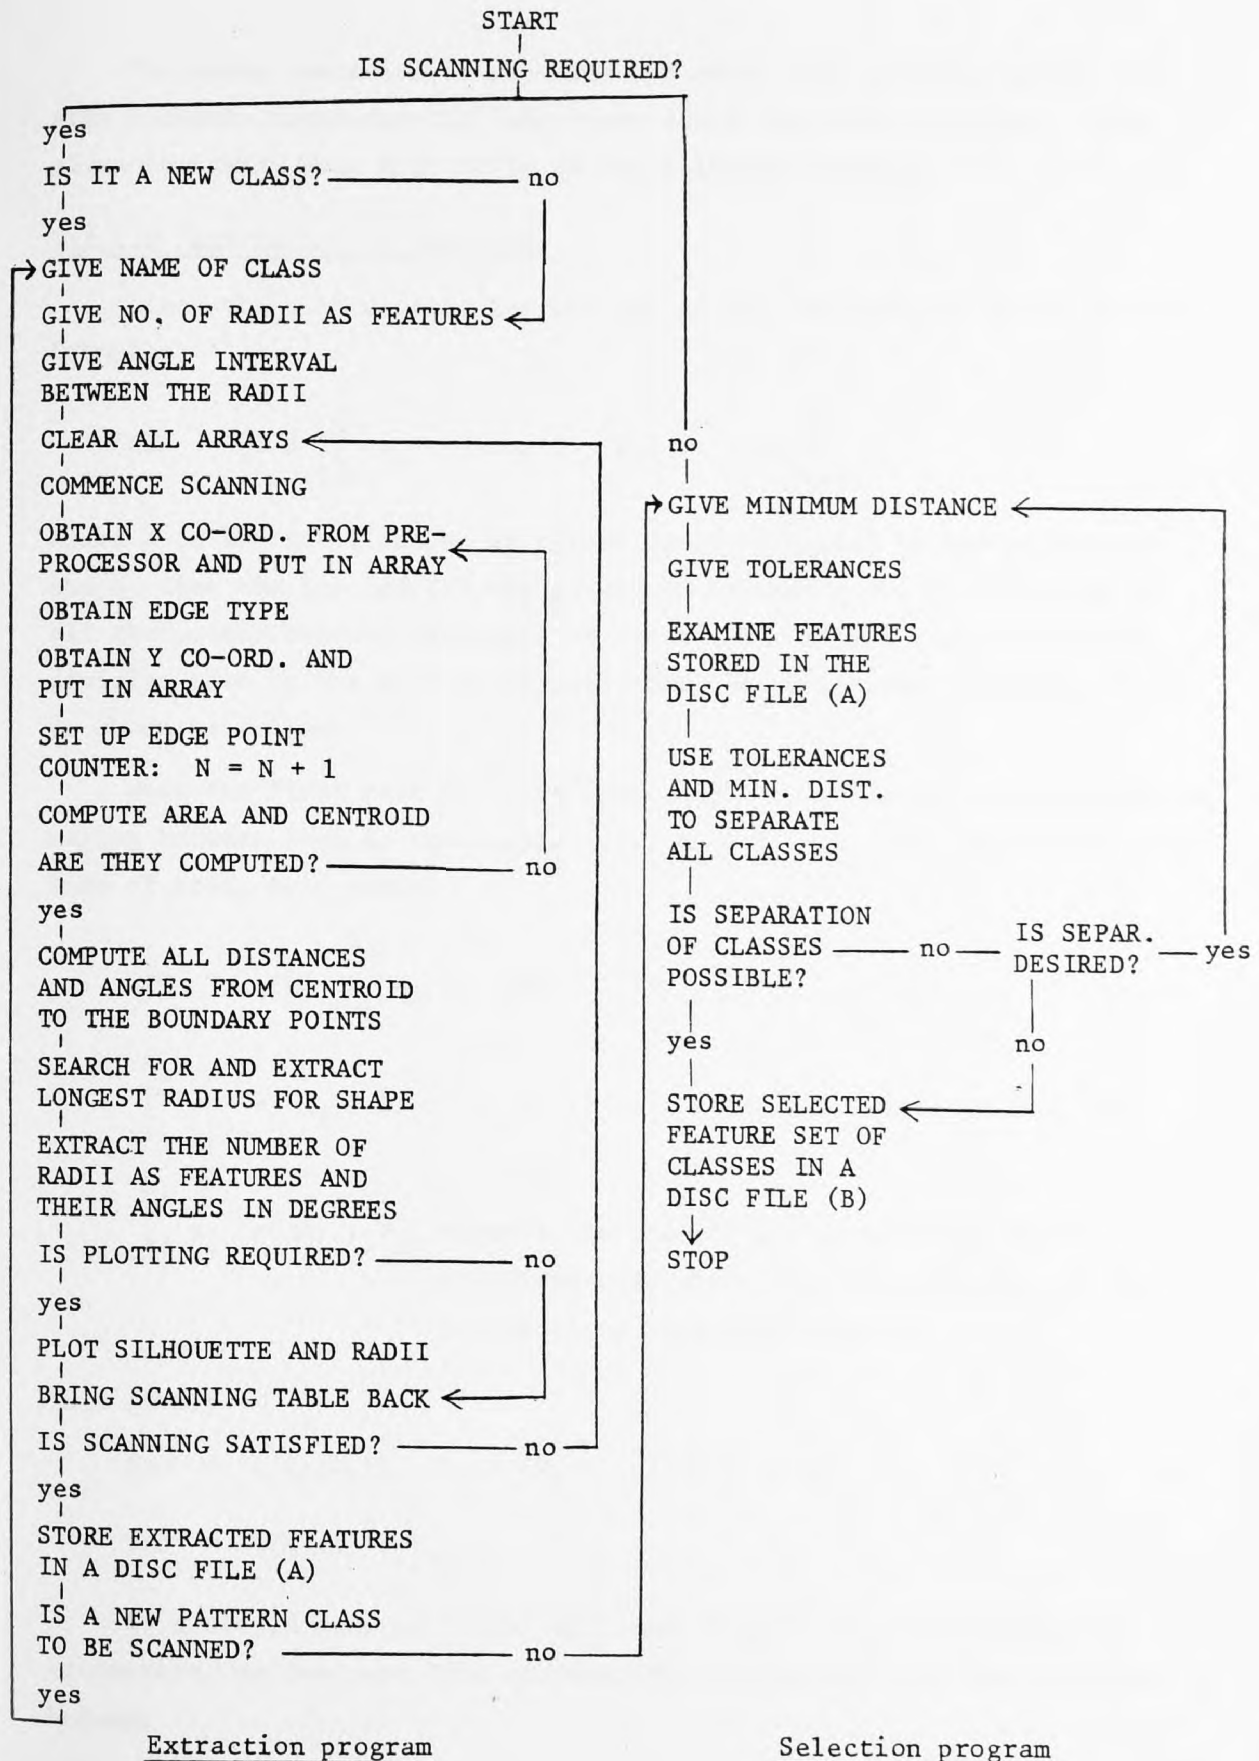 START
IS SCANNING REQUIRED?
yes
IS IT A NEW CLASS? no
yes
GIVE NAME OF CLASS
GIVE NO. OF RADII AS FEATURES
GIVE ANGLE INTERVAL
BETWEEN THE RADII
CLEAR ALL ARRAYS
COMMENCE SCANNING
OBTAIN X CO-ORD. FROM PRE-
PROCESSOR AND PUT IN ARRAY
OBTAIN EDGE TYPE
OBTAIN Y CO-ORD. AND
PUT IN ARRAY
SET UP EDGE POINT
COUNTER: N = N + 1
COMPUTE AREA AND CENTROID
ARE THEY COMPUTED? no
yes
COMPUTE ALL DISTANCES
AND ANGLES FROM CENTROID
TO THE BOUNDARY POINTS
SEARCH FOR AND EXTRACT
LONGEST RADIUS FOR SHAPE
EXTRACT THE NUMBER OF
RADII AS FEATURES AND
THEIR ANGLES IN DEGREES
IS PLOTTING REQUIRED? no
yes
PLOT SILHOUETTE AND RADII
BRING SCANNING TABLE BACK
IS SCANNING SATISFIED? no
yes
STORE EXTRACTED FEATURES
IN A DISC FILE (A)
IS A NEW PATTERN CLASS
TO BE SCANNED? no
yes
Extraction program
no
GIVE MINIMUM DISTANCE
GIVE TOLERANCES
EXAMINE FEATURES
STORED IN THE
DISC FILE (A)
USE TOLERANCES
AND MIN. DIST.
TO SEPARATE
ALL CLASSES
IS SEPARATION
OF CLASSES no
POSSIBLE?
IS SEPAR.
DESIRED? yes
yes
no
STORE SELECTED
FEATURE SET OF
CLASSES IN A
DISC FILE (B)
STOP
Selection program